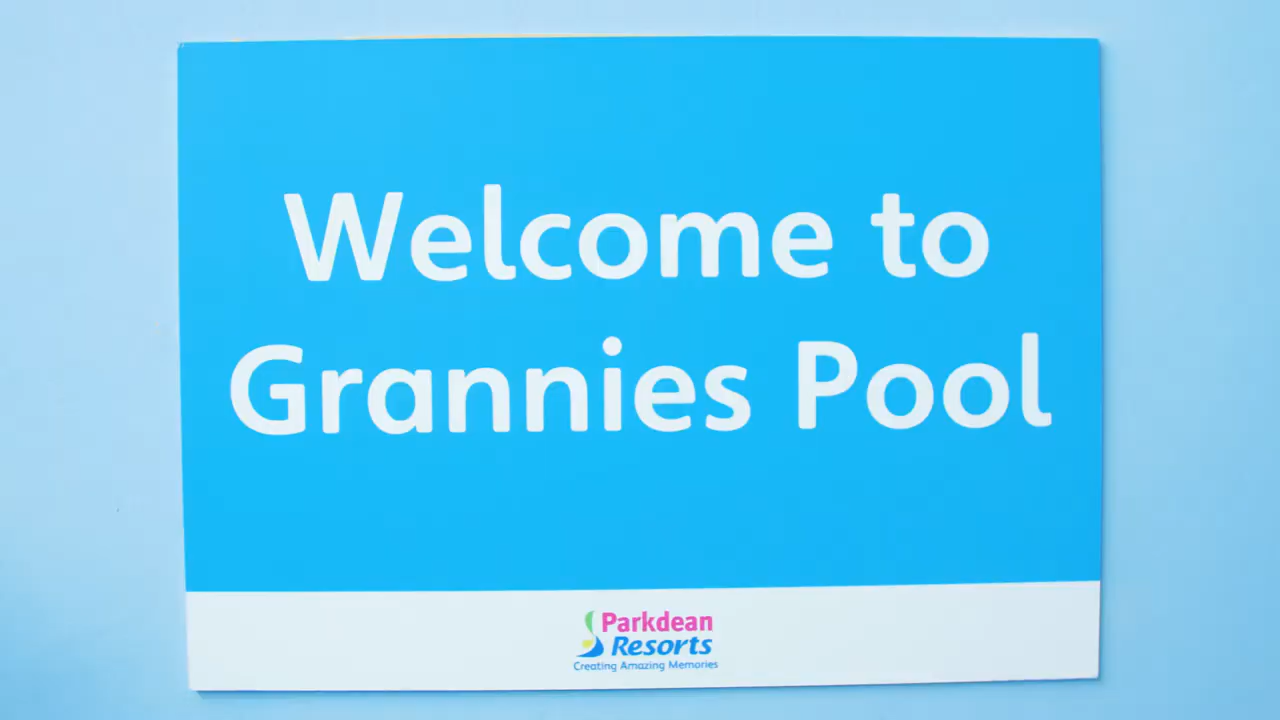 Welcome to
Grannies Pool
Parkdean
Resorts
Creating Amazing Memories